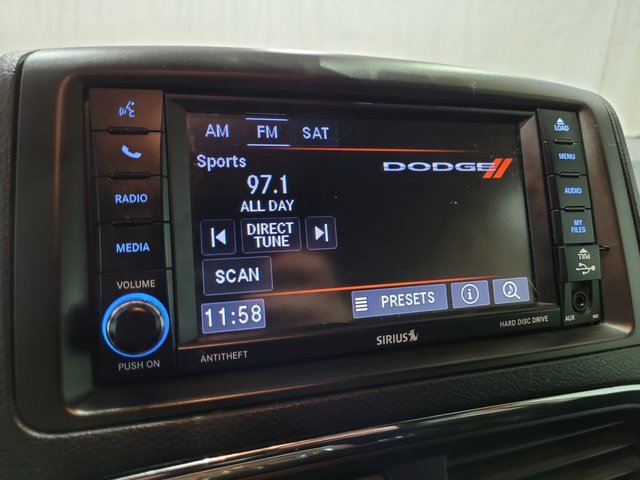 AM FM SAT
Sports
97.1
ALL DAY
DIRECT
TUNE
SCAN
11:58
PRESETS
DODGE
RADIO
MEDIA
VOLUME
PUSH ON
ANTITHEFT
SIRIUS
HARD DISC DRIVE
LOAD
MENU
AUDIO
MY
FILES
PULL
AUX